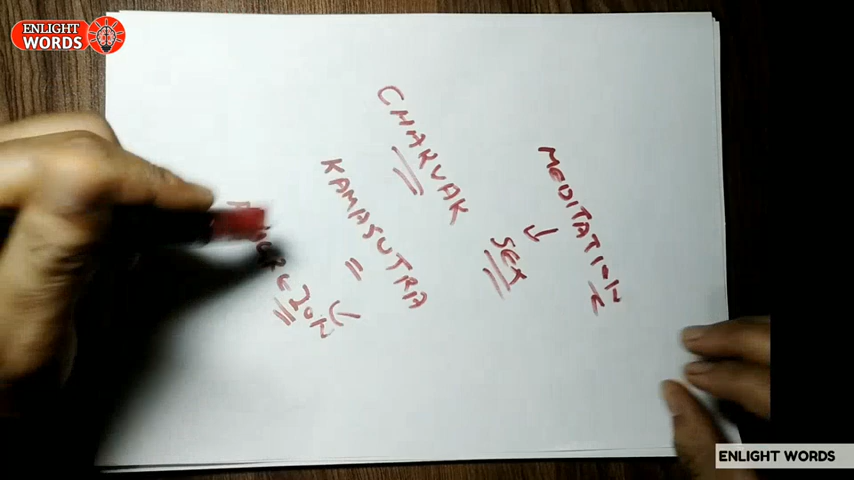 ENLIGHT
WORDS
MEDITATION
SEX
CHARVAK
KAMASUTRA
ENLIGHT WORDS